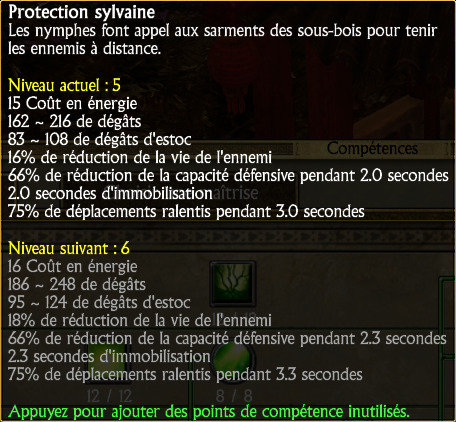 Protection sylvaine
Les nymphes font appel aux sarments des sous-bois pour tenir
les ennemis à distance.
Niveau actuel : 5
15 Coût en énergie
162 ~ 216 de dégâts
83 ~ 108 de dégâts d'estoc
Compétences
16% de réduction de la vie de l'ennemi
66% de réduction de la capacité défensive pendant 2.0 secondes
2.0 secondes d'immobilisation
75% de déplacements ralentis pendant 3.0 secondes
Niveau suivant : 6
16 Coût en énergie
186 ~ 248 de dégâts
95 ~ 124 de dégâts d'estoc
18% de réduction de la vie de l'ennemi
66% de réduction de la capacité défensive pendant 2.3 secondes
2.3 secondes d'immobilisation
75% de déplacements ralentis pendant 3.3 secondes
12 / 12 8 / 8
Appuyez pour ajouter des points de compétence inutilisés.